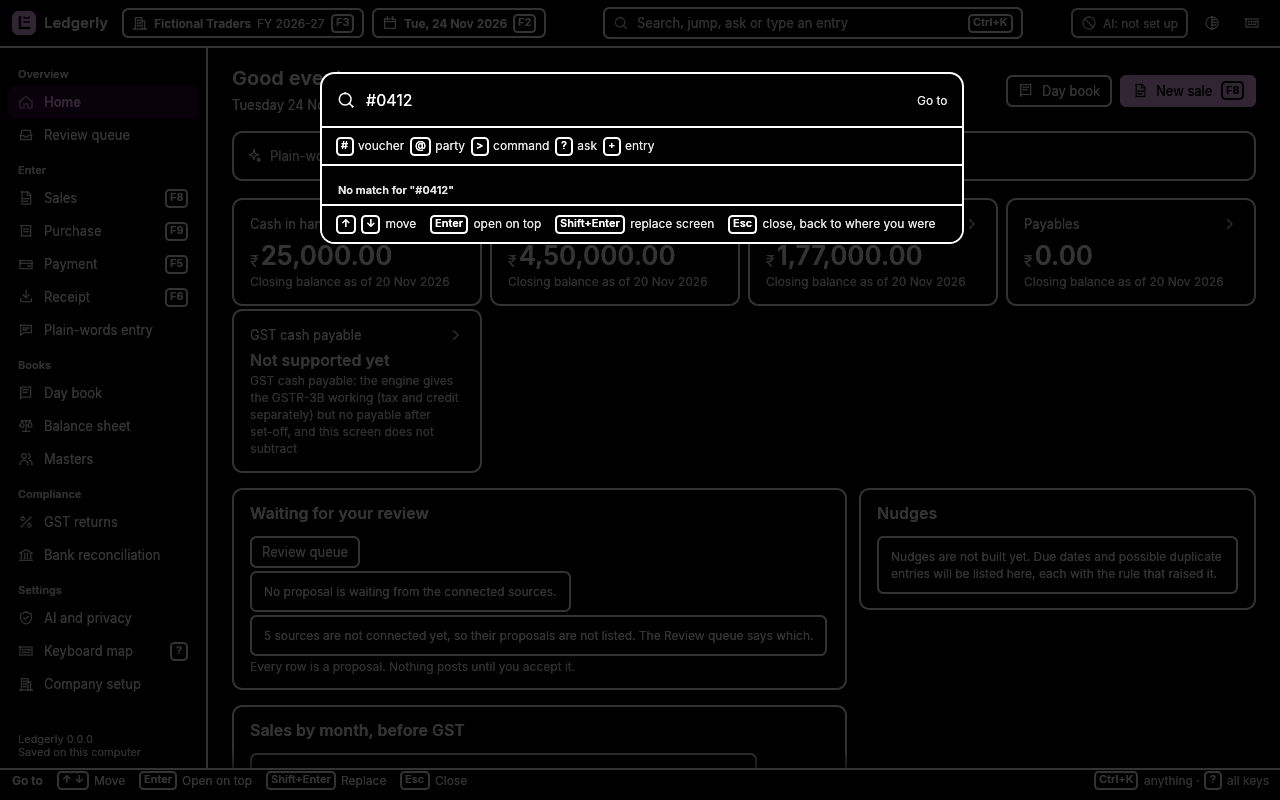 Ledgerly
Fictional Traders FY 2026-27 F3
Tue, 24 Nov 2026 F2
Search, jump, ask or type an entry Ctrl+K
AI: not set up
Overview
Home
Review queue
Enter
Sales F8
Purchase F9
Payment F5
Receipt F6
Plain-words entry
Books
Day book
Balance sheet
Masters
Compliance
GST returns
Bank reconciliation
Settings
AI and privacy
Keyboard map ?
Company setup
Ledgerly 0.0.0
Saved on this computer
Good
Tuesday 24
Day book
New sale F8
#0412 Go to
# voucher @ party > command ? ask + entry
No match for "#0412"
↑ ↓ move Enter open on top Shift+Enter replace screen Esc close, back to where you were
Cash in
₹25,000.00
Closing balance as of 20 Nov 2026
₹4,50,000.00
Closing balance as of 20 Nov 2026
₹1,77,000.00
Closing balance as of 20 Nov 2026
Payables
₹0.00
Closing balance as of 20 Nov 2026
GST cash payable
Not supported yet
GST cash payable: the engine gives
the GSTR-3B working (tax and credit
separately) but no payable after
set-off, and this screen does not
subtract
Waiting for your review
Review queue
No proposal is waiting from the connected sources.
5 sources are not connected yet, so their proposals are not listed. The Review queue says which.
Every row is a proposal. Nothing posts until you accept it.
Nudges
Nudges are not built yet. Due dates and possible duplicate
entries will be listed here, each with the rule that raised it.
Sales by month, before GST
Go to ↑↓ Move Enter Open on top Shift+Enter Replace Esc Close
Ctrl+K anything · ? all keys